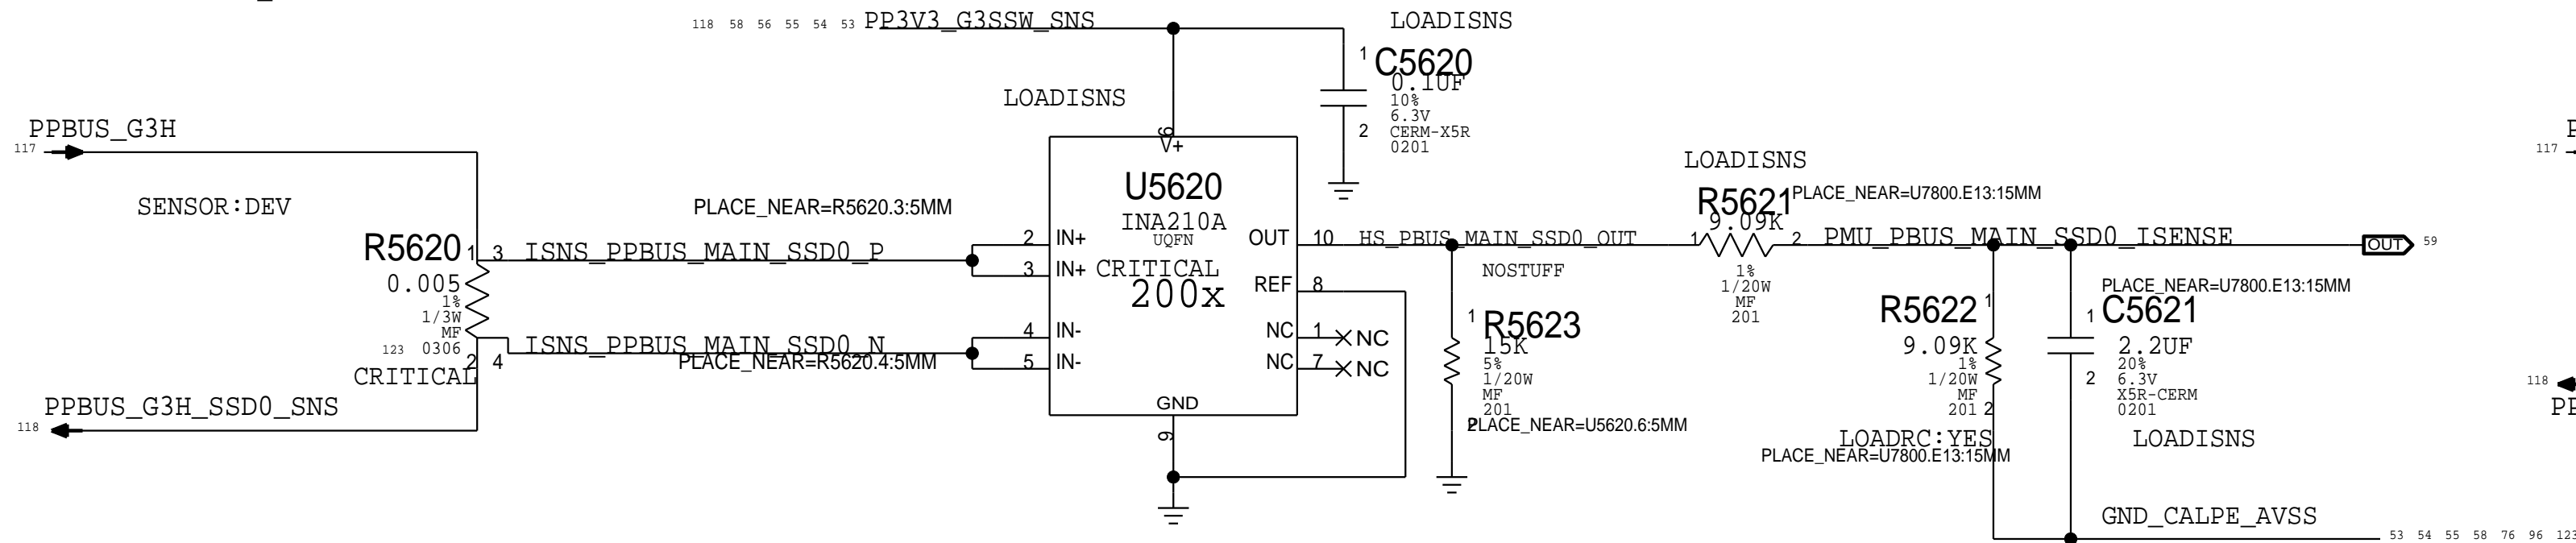 118 58 56 55 54 53 PP3V3_G3SSW_SNS
LOADISNS
1 C5620
0.1UF
10%
6.3V
2 CERM-X5R
0201
LOADISNS
PPBUS_G3H
117
SENSOR:DEV
R5620
0.005
1%
1/3W
MF
123 0306
CRITICAL
1 3
2 4
PPBUS_G3H_SSD0_SNS
118
PLACE_NEAR=R5620.3:5MM
ISNS_PPBUS_MAIN_SSD0_P
ISNS_PPBUS_MAIN_SSD0_N
PLACE_NEAR=R5620.4:5MM
6
V+
U5620
INA210A
UQFN
2 IN+
3 IN+
CRITICAL
200x
4 IN-
5 IN-
OUT 10
REF 8
NC 1 NC
NC 7 NC
GND
9
HS_PBUS_MAIN_SSD0_OUT
NOSTUFF
1 R5623
15K
5%
1/20W
MF
201
2
PLACE_NEAR=U5620.6:5MM
LOADISNS
R5621
PLACE_NEAR=U7800.E13:15MM
9.09K
1 2
1%
1/20W
MF
201
PMU_PBUS_MAIN_SSD0_ISENSE
OUT 59
R5622 1
9.09K
1%
1/20W
MF
201 2
LOADRC:YES
PLACE_NEAR=U7800.E13:15MM
PLACE_NEAR=U7800.E13:15MM
1 C5621
2.2UF
20%
2 6.3V
X5R-CERM
0201
LOADISNS
GND_CALPE_AVSS
53 54 55 58 76 96
117
118